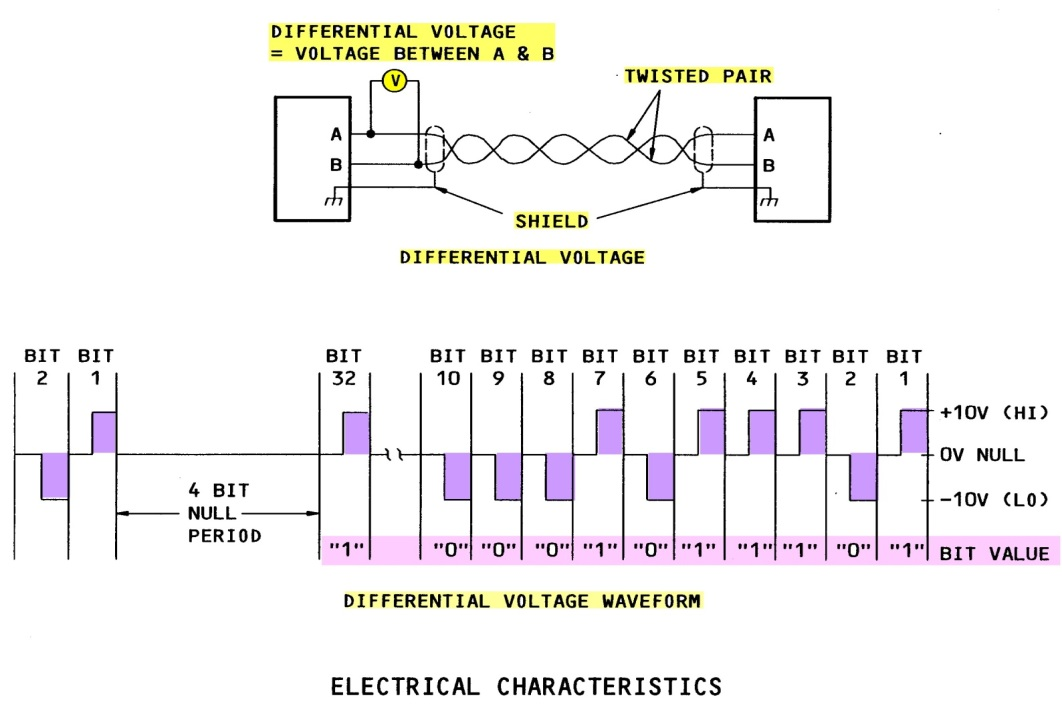 DIFFERENTIAL VOLTAGE
= VOLTAGE BETWEEN A & B
V
TWISTED PAIR
A
A
B
B
SHIELD
DIFFERENTIAL VOLTAGE
BIT BIT BIT BIT BIT BIT BIT BIT BIT BIT BIT BIT BIT
2 1 32 10 9 8 7 6 5 4 3 2 1
+10V (HI)
0V NULL
4 BIT
NULL
PERIOD
-10V (LO)
"1" "0" "0" "0" "1" "0" "1" "1" "1" "0" "1" BIT VALUE
DIFFERENTIAL VOLTAGE WAVEFORM
ELECTRICAL CHARACTERISTICS